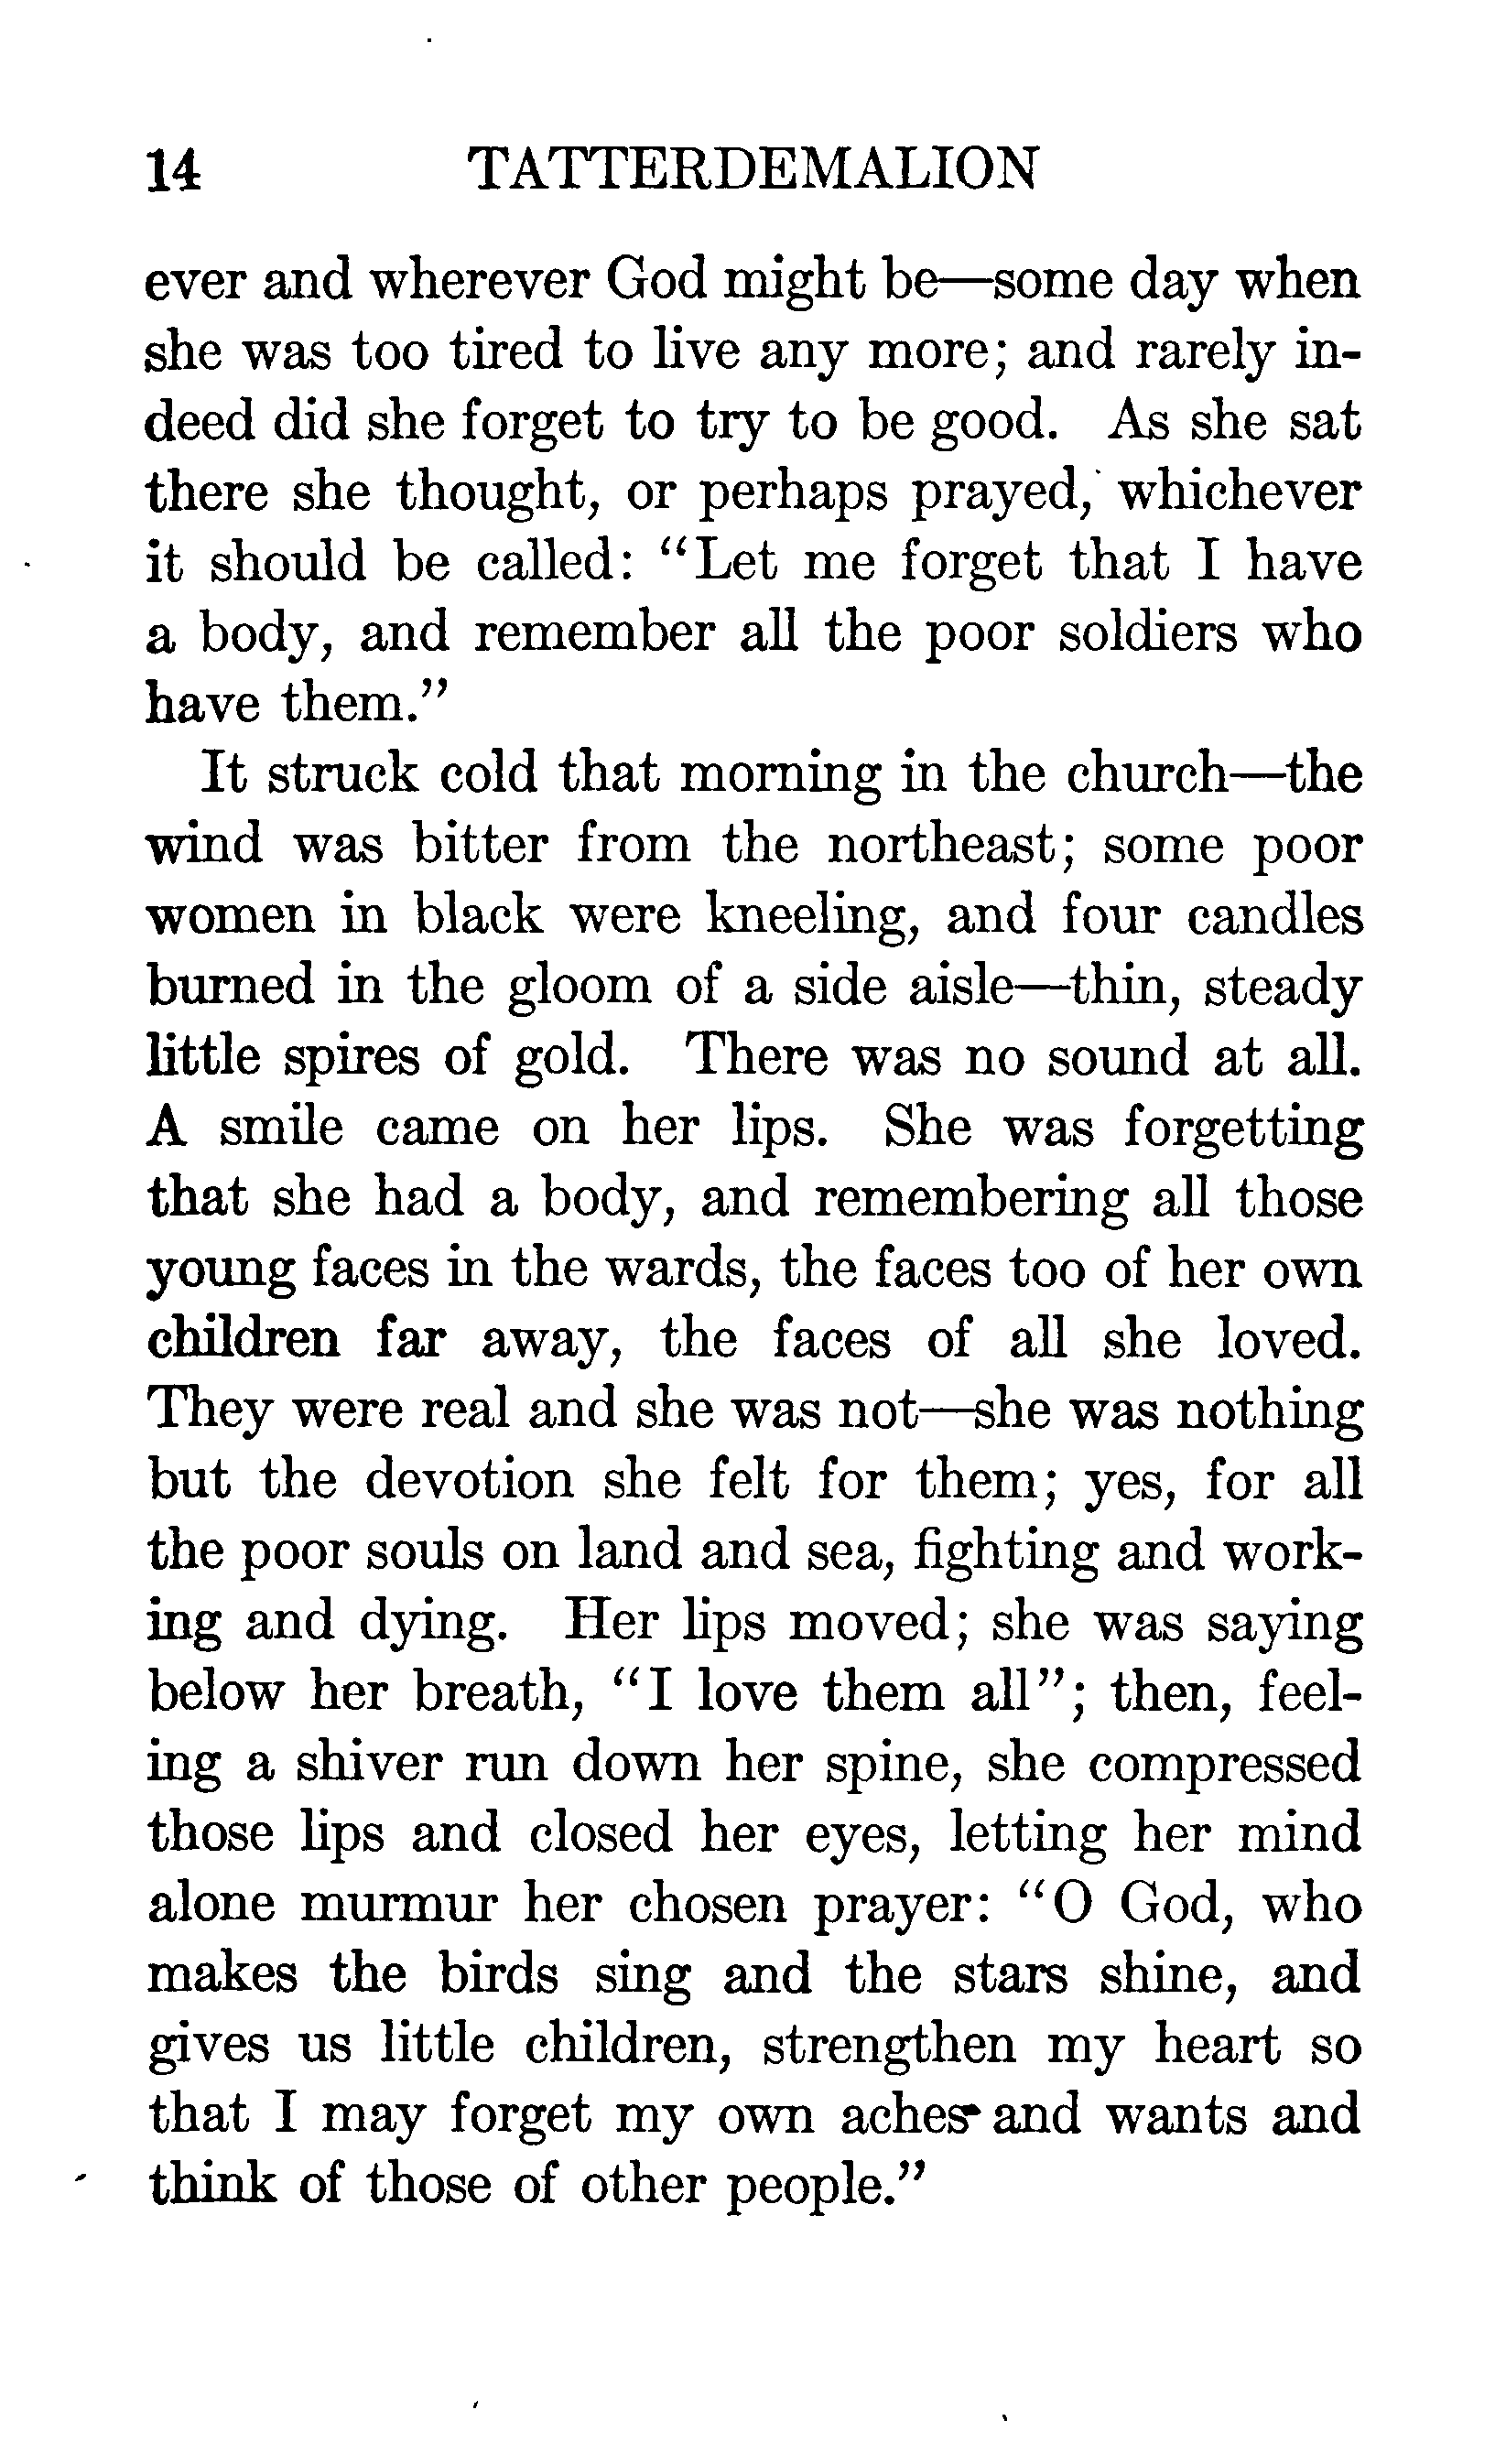 14 TATTERDEMALION
ever and wherever God might be—some day when
she was too tired to live any more; and rarely in-
deed did she forget to try to be good. As she sat
there she thought, or perhaps prayed, whichever
it should be called: “Let me forget that I have
a body, and remember all the poor soldiers who
have them.”
It struck cold that morning in the church—the
wind was bitter from the northeast; some poor
women in black were kneeling, and four candles
burned in the gloom of a side aisle—thin, steady
little spires of gold. There was no sound at all.
A smile came on her lips. She was forgetting
that she had a body, and remembering all those
young faces in the wards, the faces too of her own
children far away, the faces of all she loved.
They were real and she was not—she was nothing
but the devotion she felt for them; yes, for all
the poor souls on land and sea, fighting and work-
ing and dying. Her lips moved; she was saying
below her breath, “I love them all”; then, feel-
ing a shiver run down her spine, she compressed
those lips and closed her eyes, letting her mind
alone murmur her chosen prayer: “O God, who
makes the birds sing and the stars shine, and
gives us little children, strengthen my heart so
that I may forget my own aches and wants and
think of those of other people.”